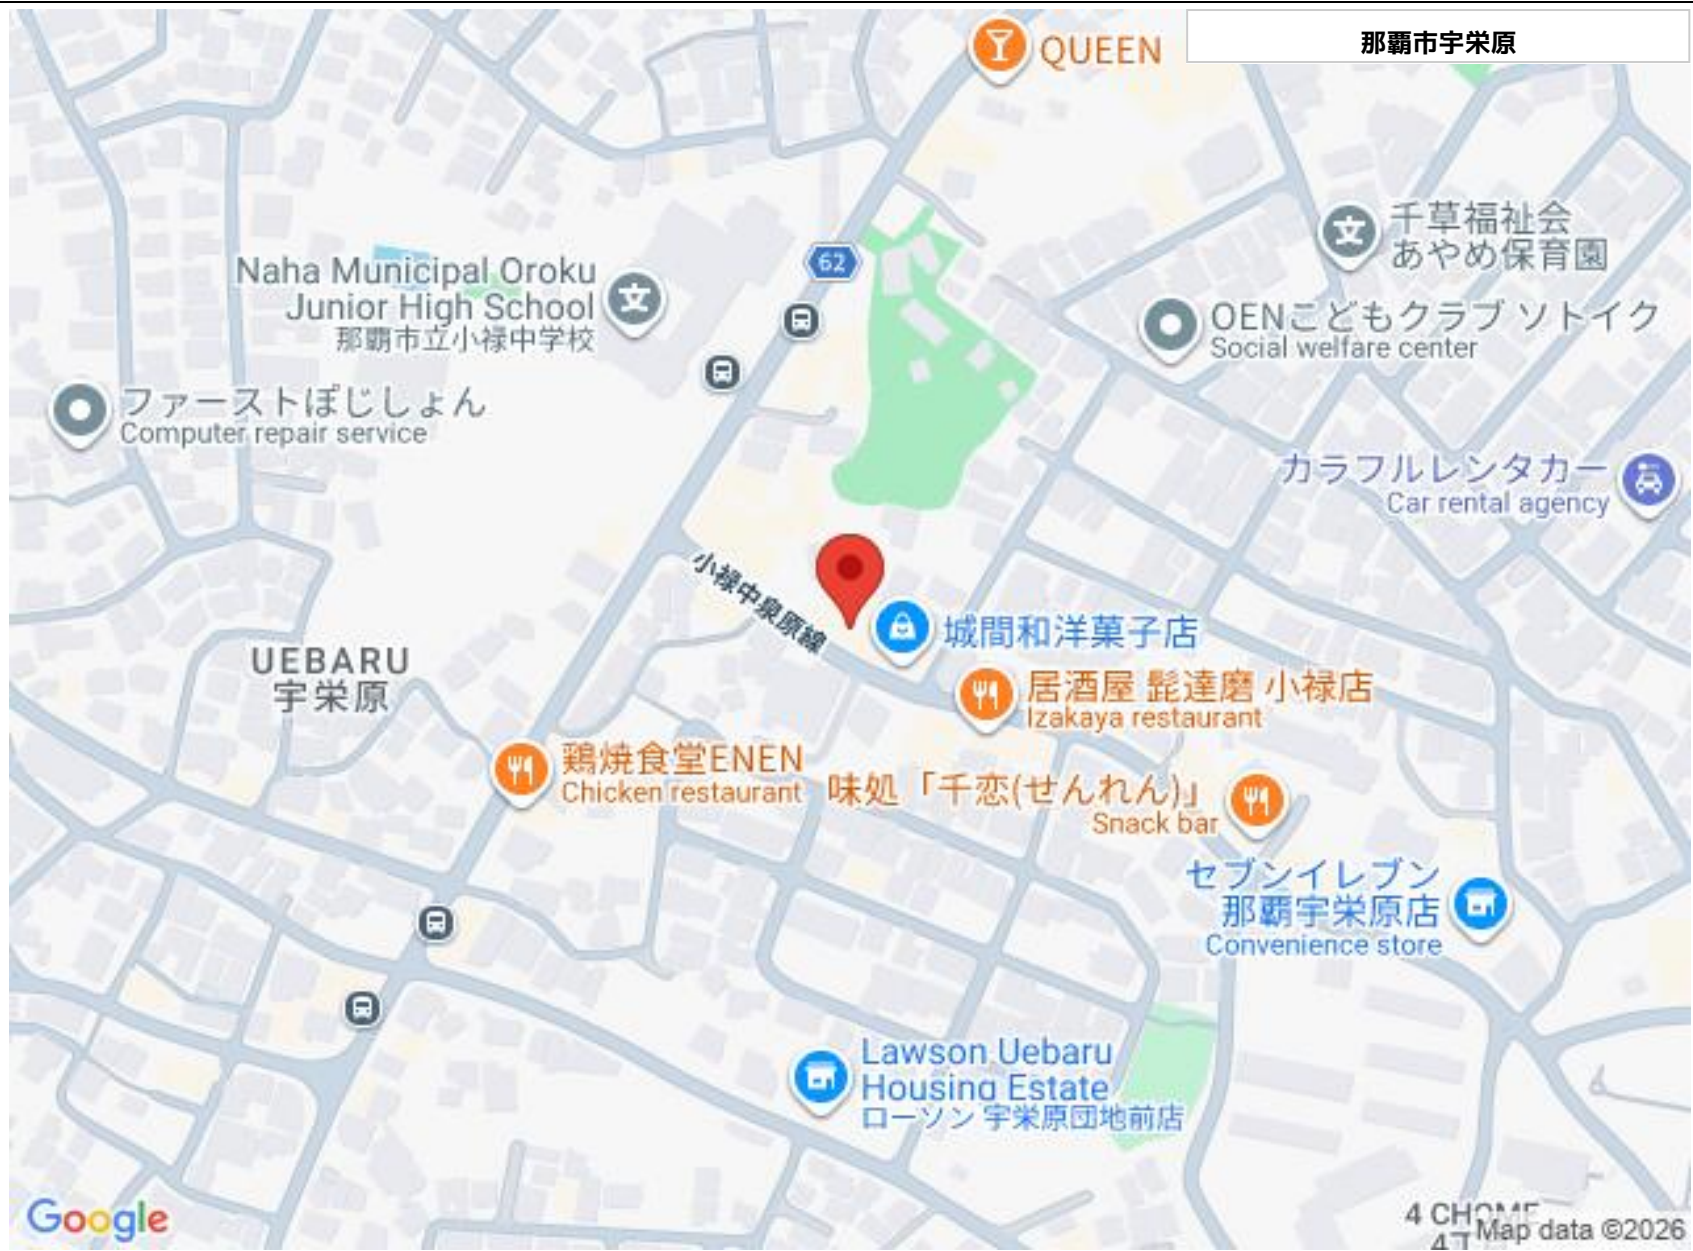 那覇市宇栄原
QUEEN
62
千草福祉会
あやめ保育園
Naha Municipal Oroku
Junior High School
那覇市立小禄中学校
OENこどもクラブ ソトイク
Social welfare center
ファーストぽじしょん
Computer repair service
カラフルレンタカー
Car rental agency
小禄中泉原線
城間和洋菓子店
UEBARU
宇栄原
居酒屋 髭達磨 小禄店
Izakaya restaurant
鶏焼食堂ENEN
Chicken restaurant
味処「千恋(せんれん)」
Snack bar
セブンイレブン
那覇宇栄原店
Convenience store
Lawson Uebaru
Housing Estate
ローソン 宇栄原団地前店
4 CHOME
Google
Map data ©2026